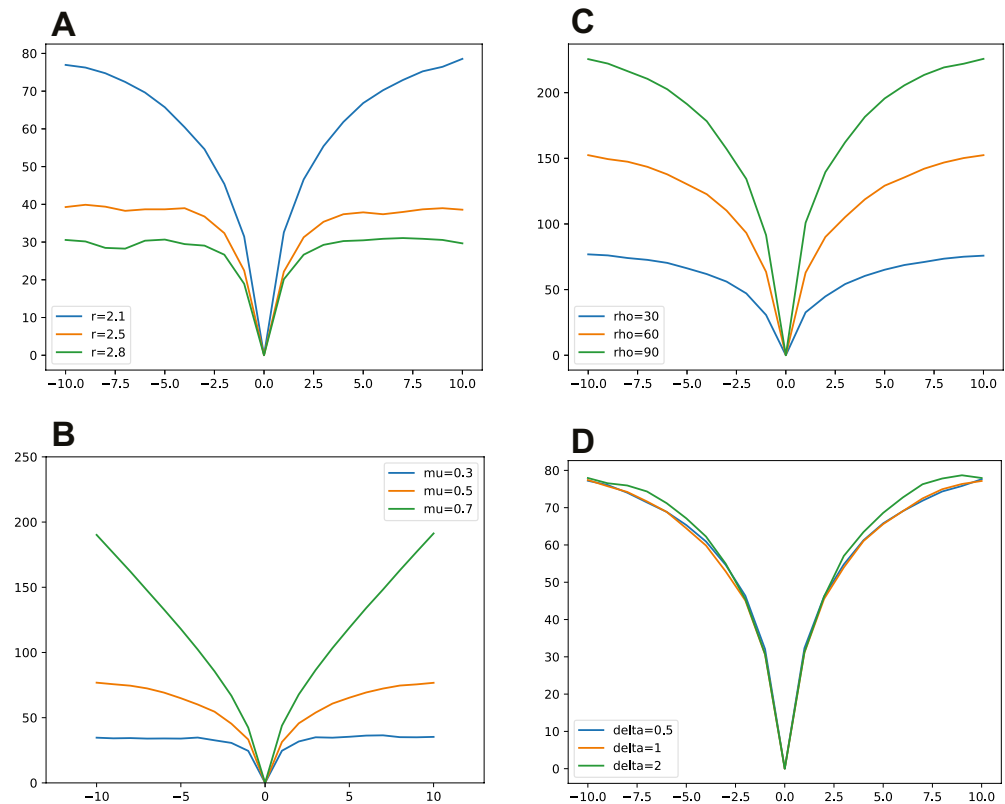 A
80
70
60
50
40
30
20
10
0
r=2.1
r=2.5
r=2.8
−10.0 −7.5 −5.0 −2.5 0.0 2.5 5.0 7.5 10.0
C
200
150
100
50
0
rho=30
rho=60
rho=90
−10.0 −7.5 −5.0 −2.5 0.0 2.5 5.0 7.5 10.0
B
250
200
150
100
50
0
mu=0.3
mu=0.5
mu=0.7
−10 −5 0 5 10
D
80
70
60
50
40
30
20
10
0
delta=0.5
delta=1
delta=2
−10.0 −7.5 −5.0 −2.5 0.0 2.5 5.0 7.5 10.0